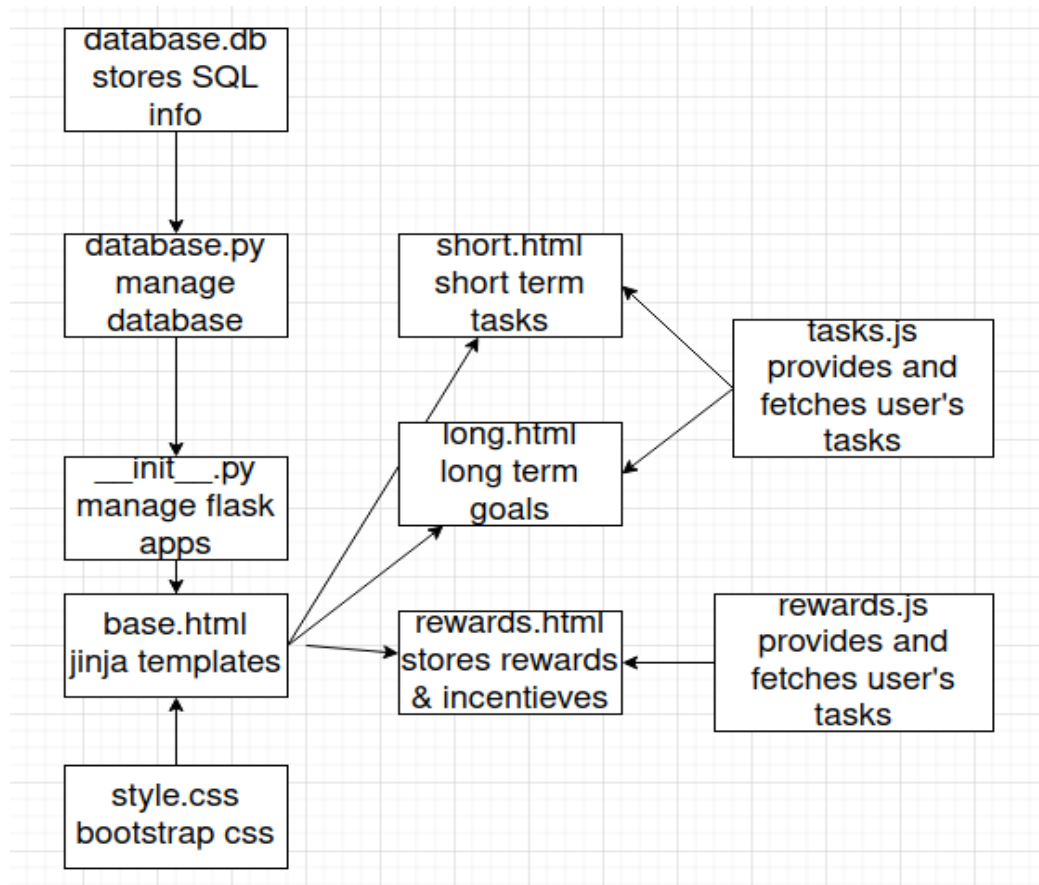 database.db
stores SQL
info
database.py
manage
database
short.html
short term
tasks
tasks.js
provides and
fetches user's
tasks
long.html
long term
goals
__init__.py
manage flask
apps
base.html
jinja templates
rewards.html
stores rewards
& incentieves
rewards.js
provides and
fetches user's
tasks
style.css
bootstrap css